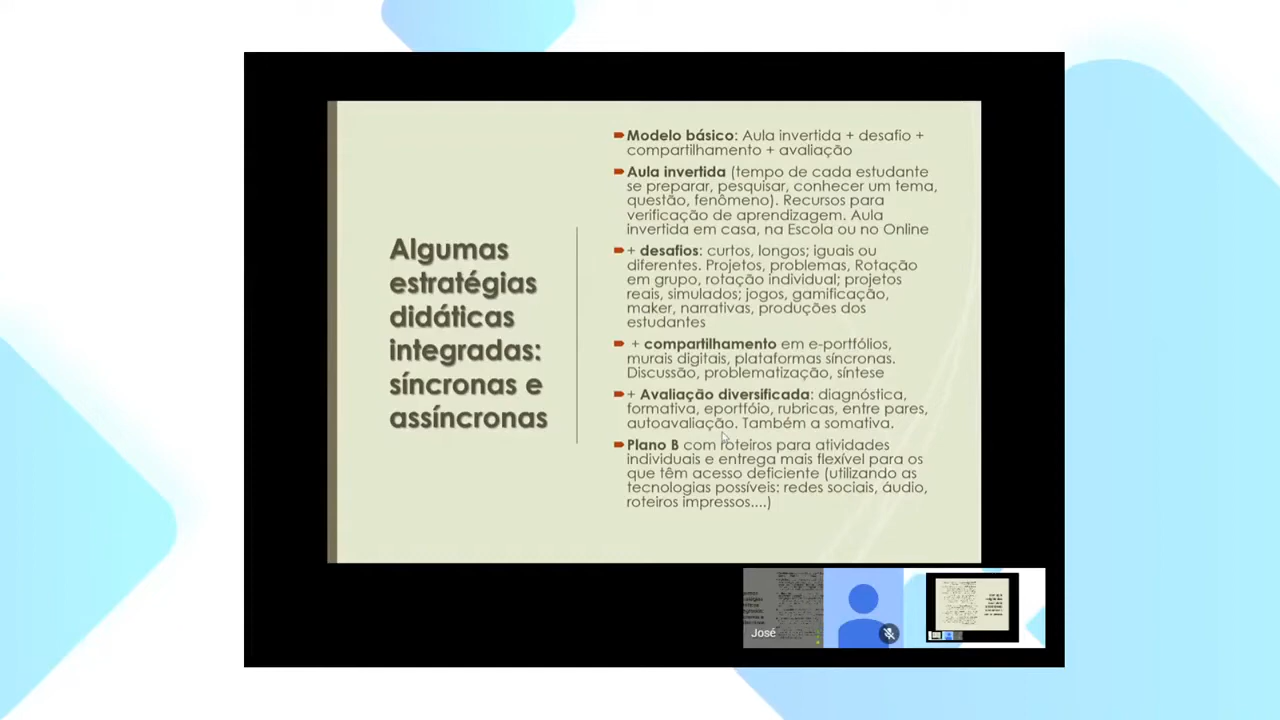 Algumas
estratégias
didáticas
integradas:
síncronas e
assíncronas
Modelo básico: Aula invertida + desafio +
compartilhamento + avaliação
Aula invertida (tempo de cada estudante
se preparar, pesquisar, conhecer um tema,
questão, fenômeno). Recursos para
verificação de aprendizagem. Aula
invertida em casa, na Escola ou no Online
+ desafios: curtos, longos; iguais ou
diferentes. Projetos, problemas, Rotação
em grupo, rotação individual; projetos
reais, simulados; jogos, gamificação,
maker, narrativas, produções dos
estudantes
+ compartilhamento em e-portfólios,
murais digitais, plataformas síncronas.
Discussão, problematização, síntese
+ Avaliação diversificada: diagnóstica,
formativa, eportfóio, rubricas, entre pares,
autoavaliação. Também a somativa.
Plano B com roteiros para atividades
individuais e entrega mais flexível para os
que têm acesso deficiente (utilizando as
tecnologias possíveis: redes sociais, áudio,
roteiros impressos....)
José